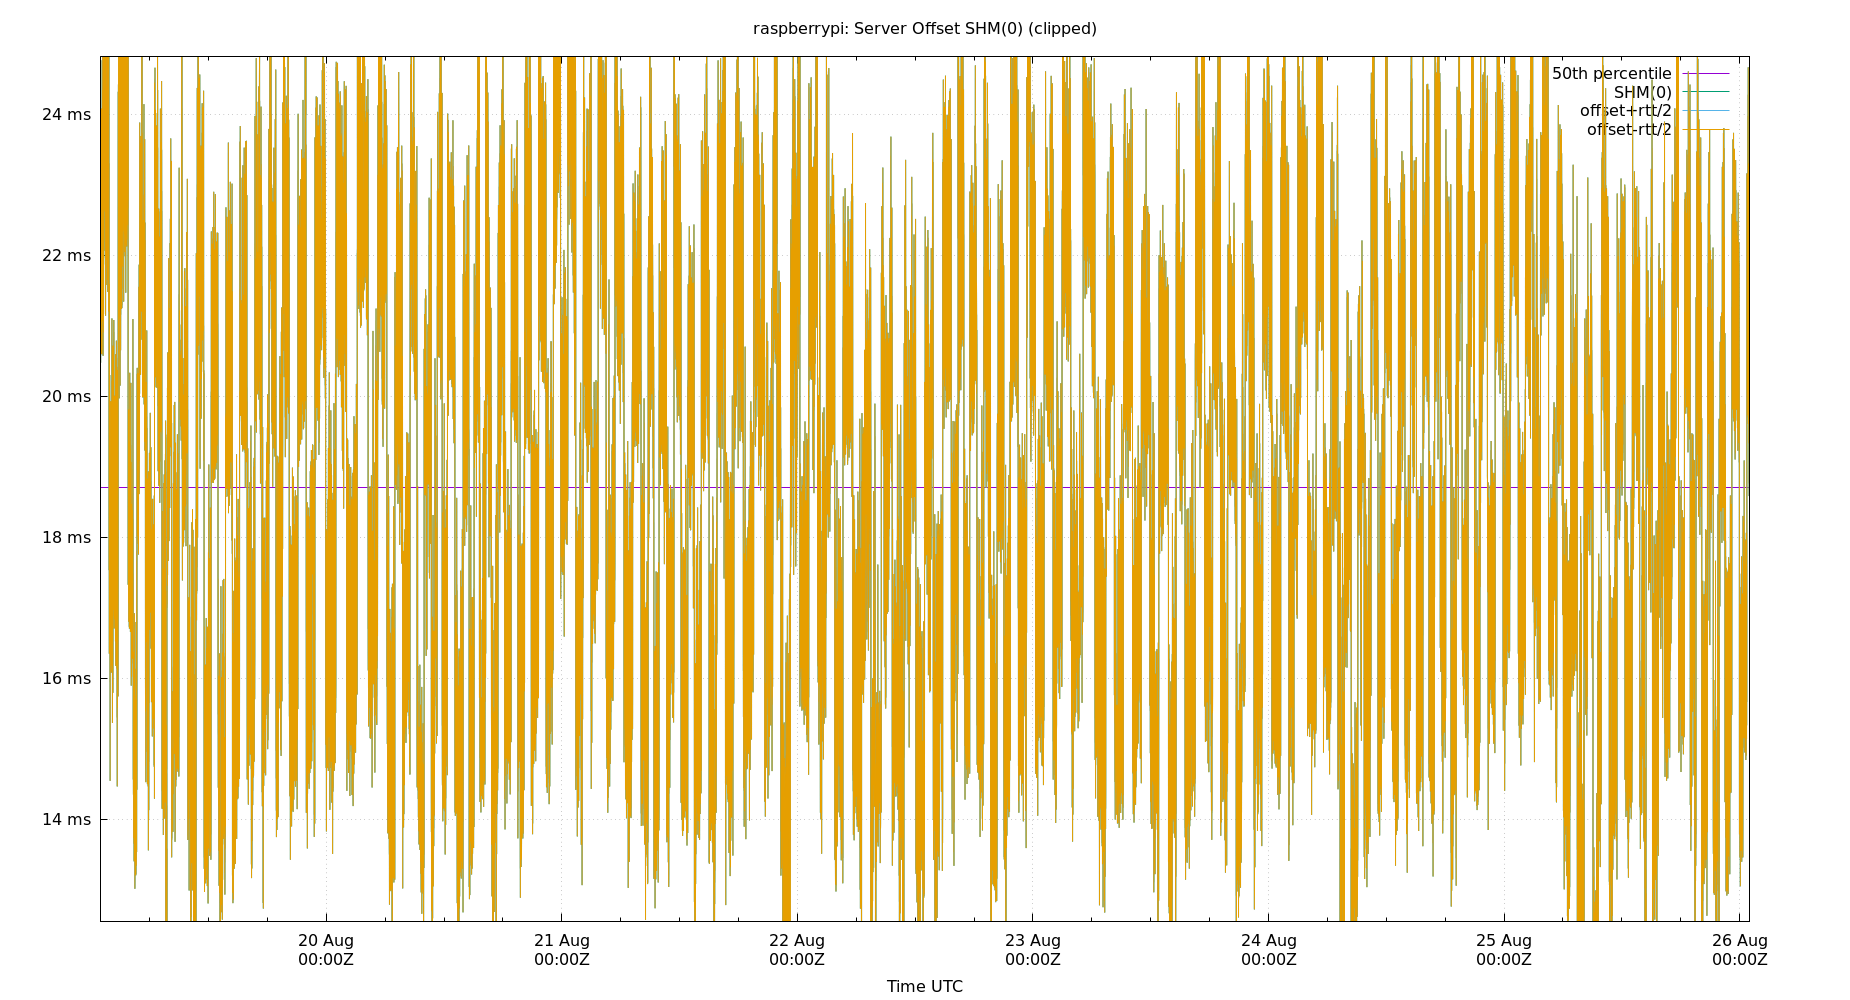 raspberrypi: Server Offset SHM(0) (clipped)
50th percentile
SHM(0)
offset+rtt/2
offset-rtt/2
24 ms
22 ms
20 ms
18 ms
16 ms
14 ms
20 Aug 21 Aug 22 Aug 23 Aug 24 Aug 25 Aug 26 Aug
00:00Z 00:00Z 00:00Z 00:00Z 00:00Z 00:00Z 00:00Z
Time UTC